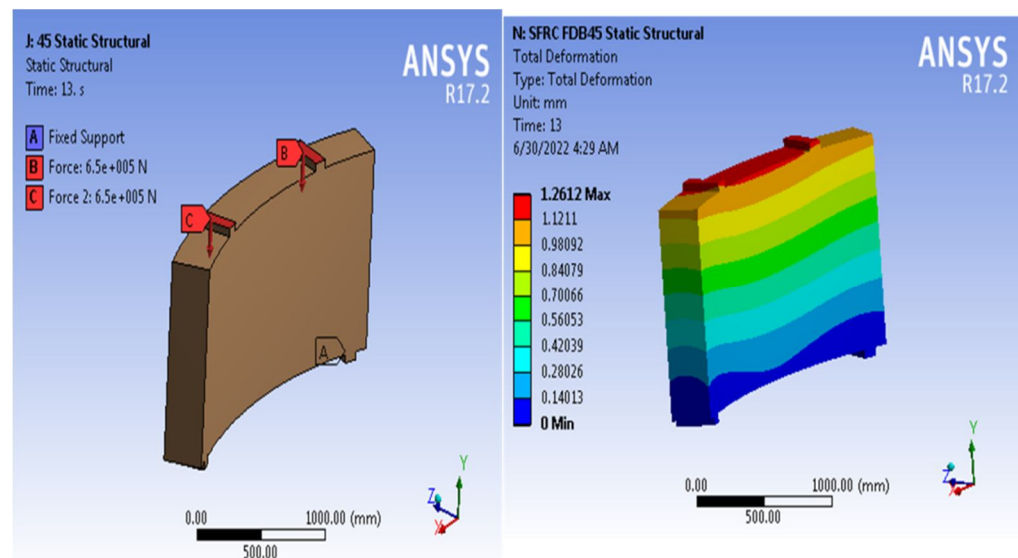 J: 45 Static Structural
Static Structural
Time: 13. s
A Fixed Support
B Force: 6.5e+005 N
C Force 2: 6.5e+005 N
ANSYS
R17.2
B
C
A
Y
Z
X
0.00 1000.00 (mm)
500.00
N: SFRC FDB45 Static Structural
Total Deformation
Type: Total Deformation
Unit: mm
Time: 13
6/30/2022 4:29 AM
ANSYS
R17.2
1.2612 Max
1.1211
0.98092
0.84079
0.70066
0.56053
0.42039
0.28026
0.14013
0 Min
Y
Z
X
0.00 1000.00 (mm)
500.00